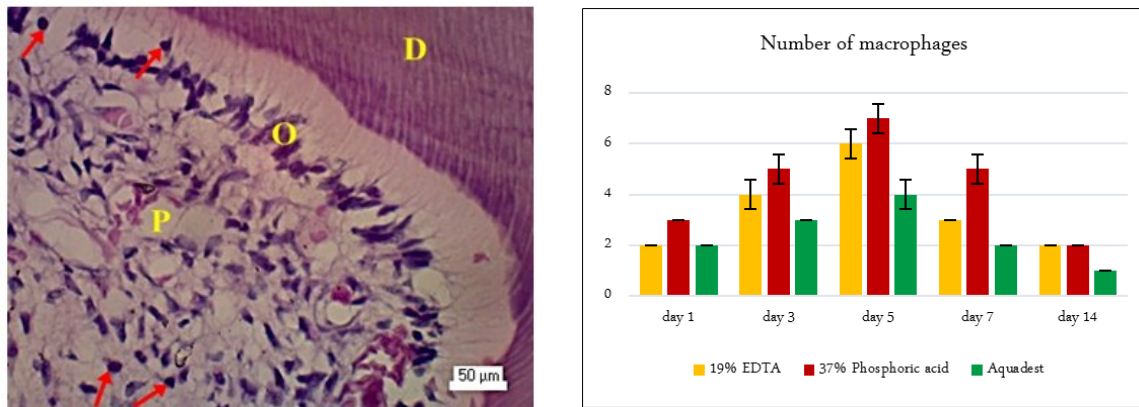 D
O
P
50 µm
Number of macrophages
8
6
4
2
0
day 1 day 3 day 5 day 7 day 14
19% EDTA 37% Phosphoric acid Aquadest